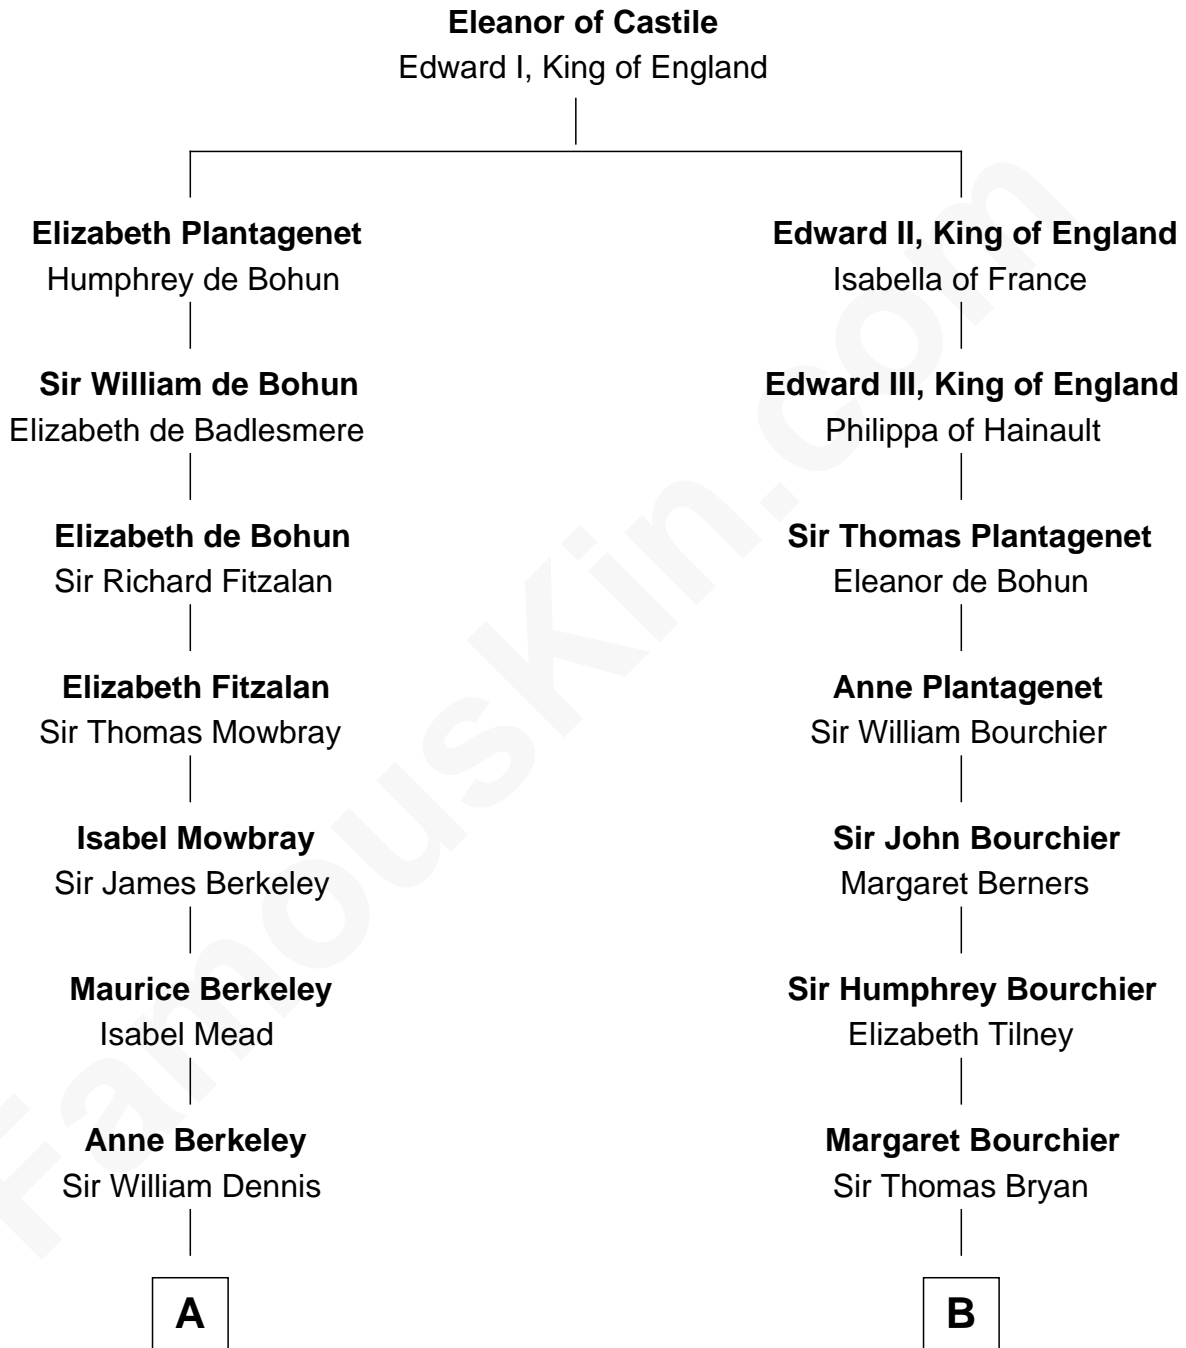 Eleanor of Castile
Edward I, King of England
Elizabeth Plantagenet
Humphrey de Bohun
Edward II, King of England
Isabella of France
Sir William de Bohun
Elizabeth de Badlesmere
Edward III, King of England
Philippa of Hainault
Elizabeth de Bohun
Sir Richard Fitzalan
Sir Thomas Plantagenet
Eleanor de Bohun
Elizabeth Fitzalan
Sir Thomas Mowbray
Anne Plantagenet
Sir William Bourchier
Isabel Mowbray
Sir James Berkeley
Sir John Bourchier
Margaret Berners
Maurice Berkeley
Isabel Mead
Sir Humphrey Bourchier
Elizabeth Tilney
Anne Berkeley
Sir William Dennis
Margaret Bourchier
Sir Thomas Bryan
A
B
FamousKin.com